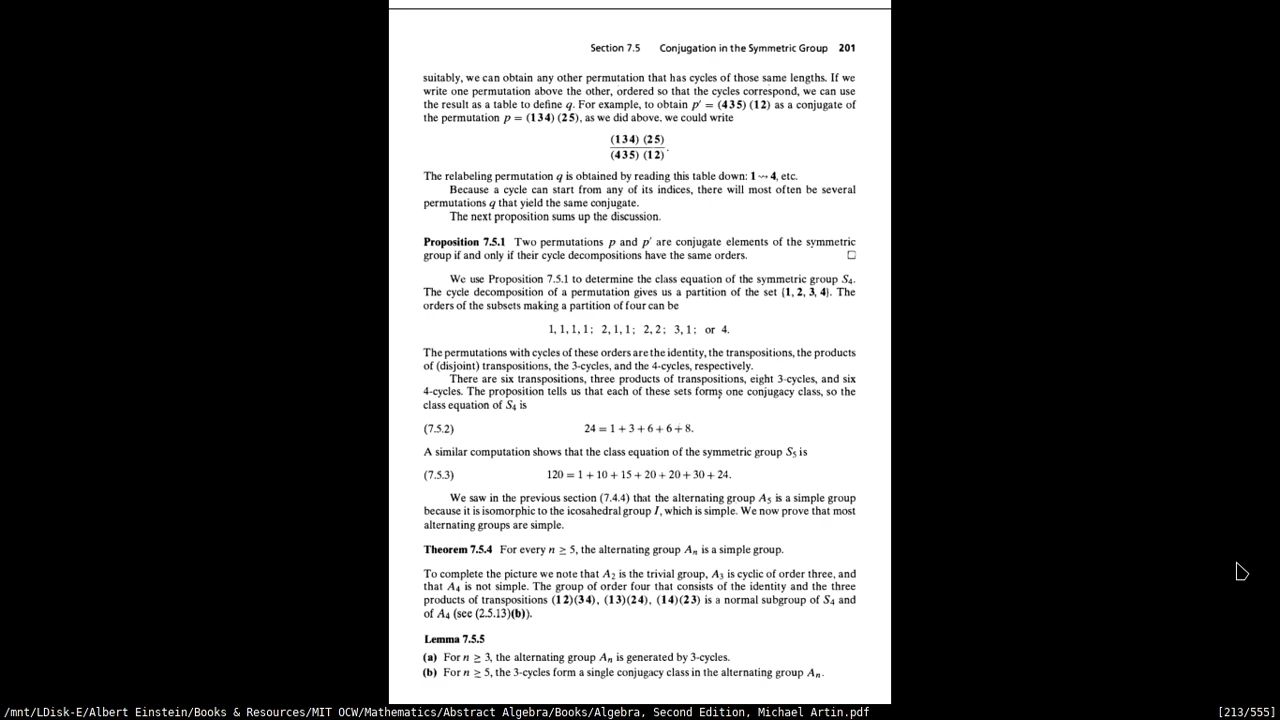 Section 7.5 Conjugation in the Symmetric Group 201
suitably, we can obtain any other permutation that has cycles of those same lengths. If we
write one permutation above the other, ordered so that the cycles correspond, we can use
the result as a table to define q. For example, to obtain p′ = (435) (12) as a conjugate of
the permutation p = (134) (25), as we did above, we could write
(134) (25)
(435) (12) .
The relabeling permutation q is obtained by reading this table down: 1 ⇝ 4, etc.
Because a cycle can start from any of its indices, there will most often be several
permutations q that yield the same conjugate.
The next proposition sums up the discussion.
Proposition 7.5.1 Two permutations p and p′ are conjugate elements of the symmetric
group if and only if their cycle decompositions have the same orders. □
We use Proposition 7.5.1 to determine the class equation of the symmetric group S₄.
The cycle decomposition of a permutation gives us a partition of the set {1, 2, 3, 4}. The
orders of the subsets making a partition of four can be
1, 1, 1, 1; 2, 1, 1; 2, 2; 3, 1; or 4.
The permutations with cycles of these orders are the identity, the transpositions, the products
of (disjoint) transpositions, the 3-cycles, and the 4-cycles, respectively.
There are six transpositions, three products of transpositions, eight 3-cycles, and six
4-cycles. The proposition tells us that each of these sets forms one conjugacy class, so the
class equation of S₄ is
(7.5.2) 24 = 1 + 3 + 6 + 6 + 8.
A similar computation shows that the class equation of the symmetric group S₅ is
(7.5.3) 120 = 1 + 10 + 15 + 20 + 20 + 30 + 24.
We saw in the previous section (7.4.4) that the alternating group A₅ is a simple group
because it is isomorphic to the icosahedral group I, which is simple. We now prove that most
alternating groups are simple.
Theorem 7.5.4 For every n ≥ 5, the alternating group Aₙ is a simple group.
To complete the picture we note that A₂ is the trivial group, A₃ is cyclic of order three, and
that A₄ is not simple. The group of order four that consists of the identity and the three
products of transpositions (12)(34), (13)(24), (14)(23) is a normal subgroup of S₄ and
of A₄ (see (2.5.13)(b)).
Lemma 7.5.5
(a) For n ≥ 3, the alternating group Aₙ is generated by 3-cycles.
(b) For n ≥ 5, the 3-cycles form a single conjugacy class in the alternating group Aₙ.
/mnt/LDisk-E/Albert Einstein/Books & Resources/MIT OCW/Mathematics/Abstract Algebra/Books/Algebra, Second Edition, Michael Artin.pdf [213/555]